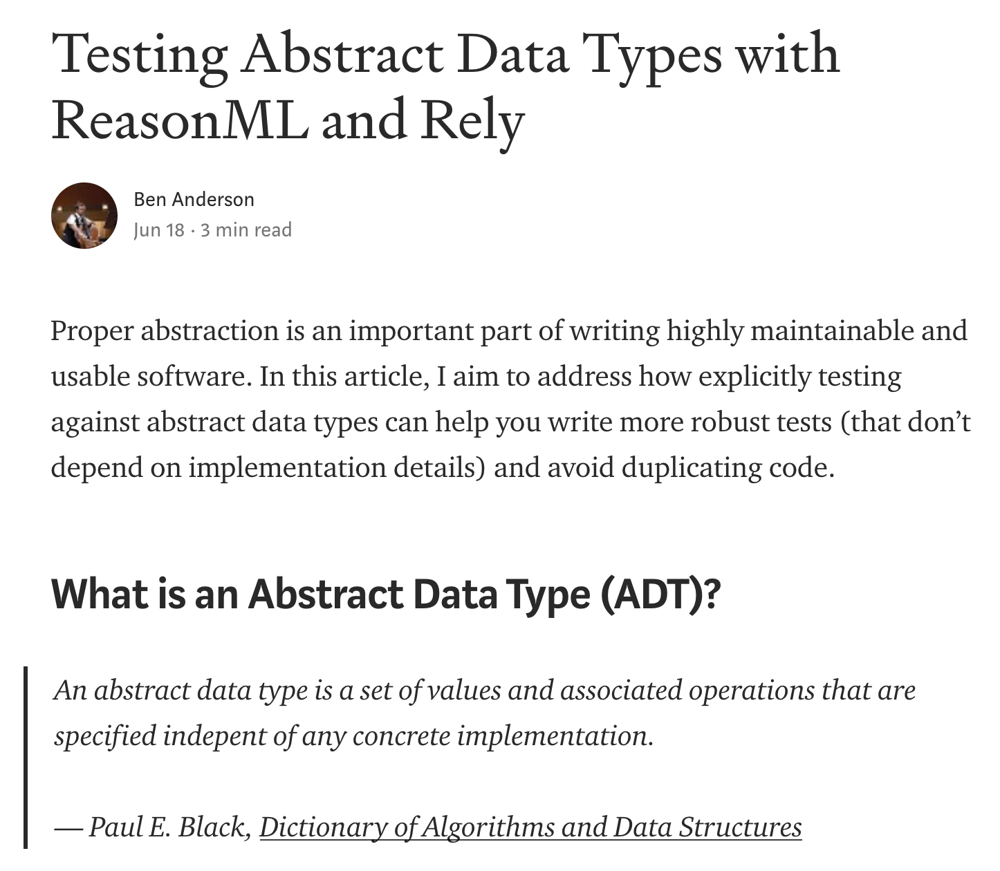 Testing Abstract Data Types with
ReasonML and Rely
Ben Anderson
Jun 18 · 3 min read
Proper abstraction is an important part of writing highly maintainable and
usable software. In this article, I aim to address how explicitly testing
against abstract data types can help you write more robust tests (that don’t
depend on implementation details) and avoid duplicating code.
What is an Abstract Data Type (ADT)?
An abstract data type is a set of values and associated operations that are
specified indepent of any concrete implementation.
— Paul E. Black, Dictionary of Algorithms and Data Structures